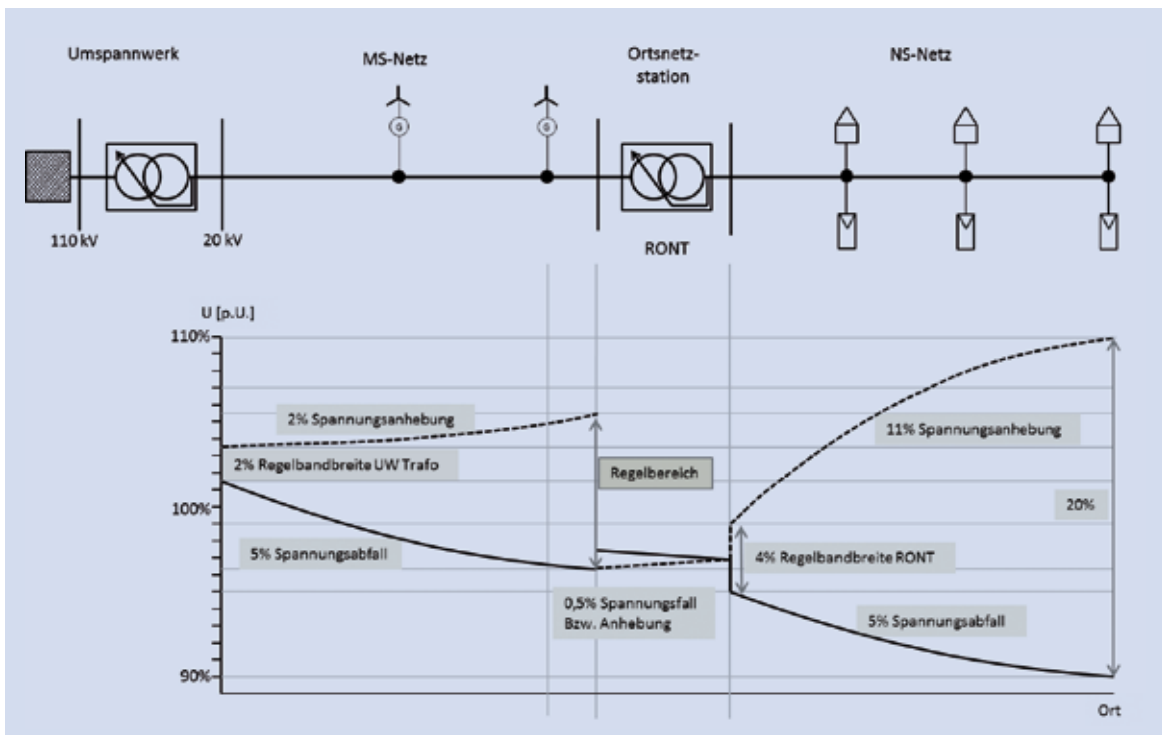 Umspannwerk
MS-Netz
Ortsnetz-
station
NS-Netz
G
G
110 kV
20 kV
RONT
U [p.U.]
110%
2% Spannungsanhebung
11% Spannungsanhebung
2% Regelbandbreite UW Trafo
Regelbereich
100%
20%
5% Spannungsabfall
4% Regelbandbreite RONT
0,5% Spannungsfall
Bzw. Anhebung
5% Spannungsabfall
90%
Ort